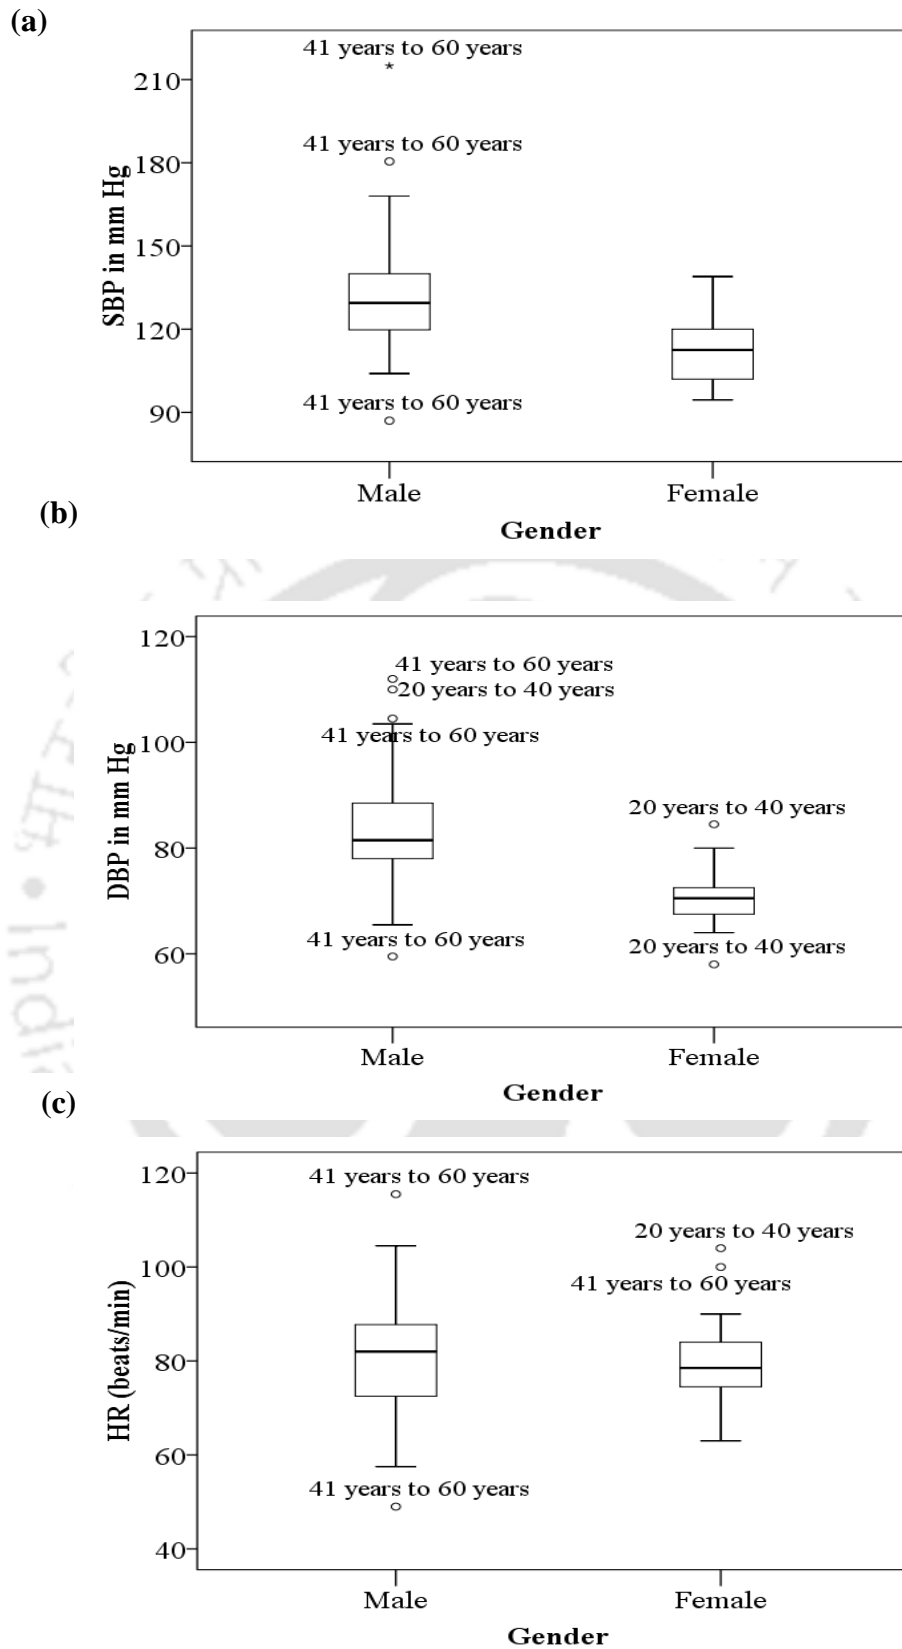 (a)
41 years to 60 years
*
210
41 years to 60 years
180
150
120
41 years to 60 years
90
SBP in mm Hg
Male Female
Gender
(b)
120
41 years to 60 years
20 years to 40 years
41 years to 60 years
100
20 years to 40 years
80
41 years to 60 years
20 years to 40 years
60
DBP in mm Hg
Male Female
Gender
(c)
120
41 years to 60 years
20 years to 40 years
100
41 years to 60 years
80
60
41 years to 60 years
40
HR (beats/min)
Male Female
Gender